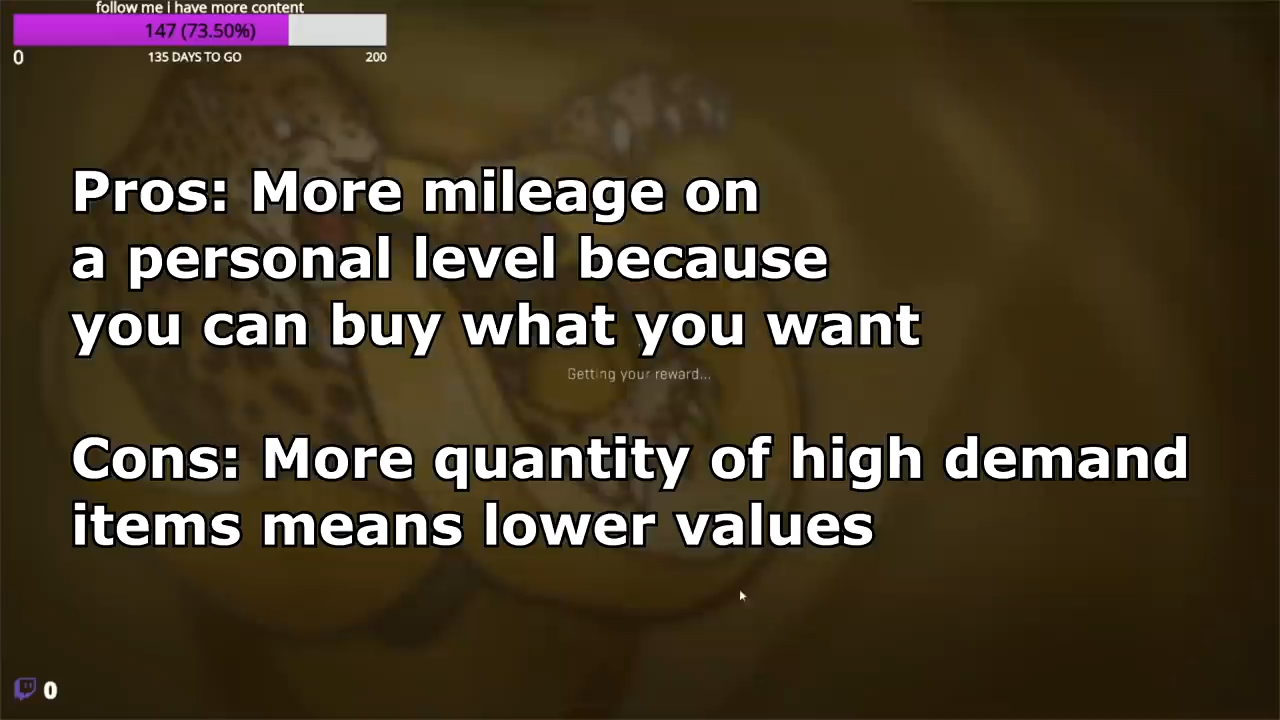 follow me i have more content
147 (73.50%)
0 135 DAYS TO GO 200
Pros: More mileage on
a personal level because
you can buy what you want
Getting your reward...
Cons: More quantity of high demand
items means lower values
0